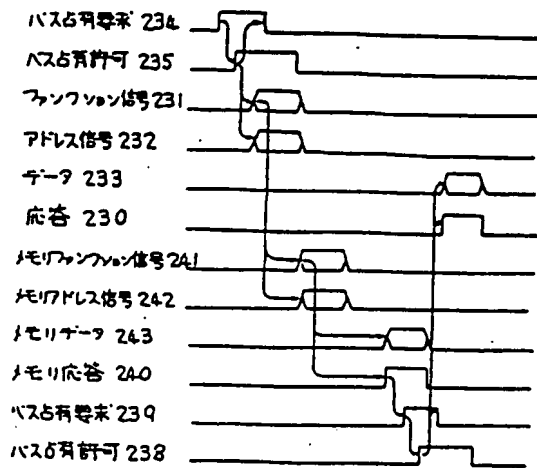 バス占有要求 234
バス占有許可 235
ファンクション信号 231
アドレス信号 232
データ 233
応答 230
メモリファンクション信号 241
メモリアドレス信号 242
メモリデータ 243
メモリ応答 240
バス占有要求 239
バス占有許可 238